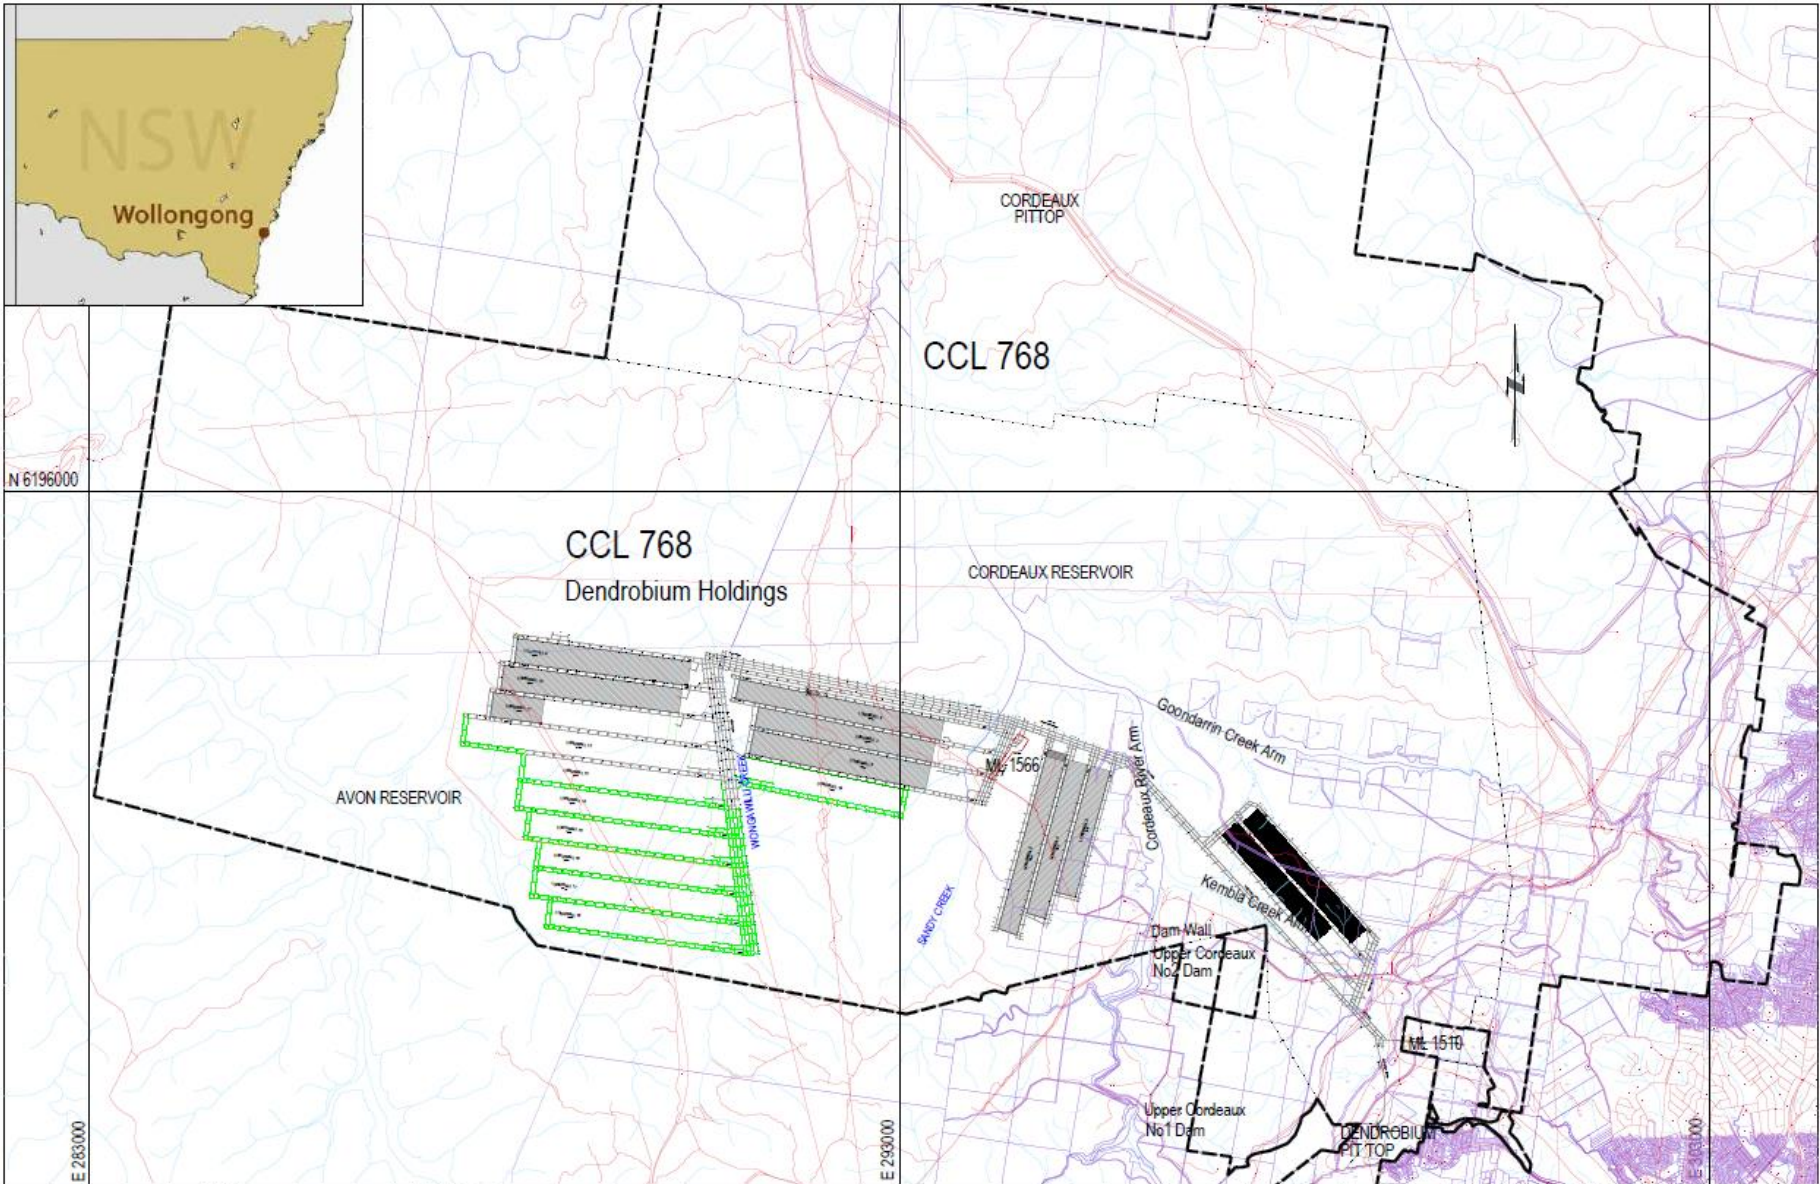 NSW
Wollongong
CORDEAUX
PITTOP
CCL 768
N 6196000
CCL 768
Dendrobium Holdings
CORDEAUX RESERVOIR
Goondarrin Creek Arm
ML 1566
Cordeaux River Arm
AVON RESERVOIR
WONGAWILLI CREEK
SANDY CREEK
Kembla Creek Arm
Dam Wall
Upper Cordeaux
No2 Dam
ML 1510
Upper Cordeaux
No1 Dam
DENDROBIUM
PIT TOP
E 283000
E 293000
E 303000